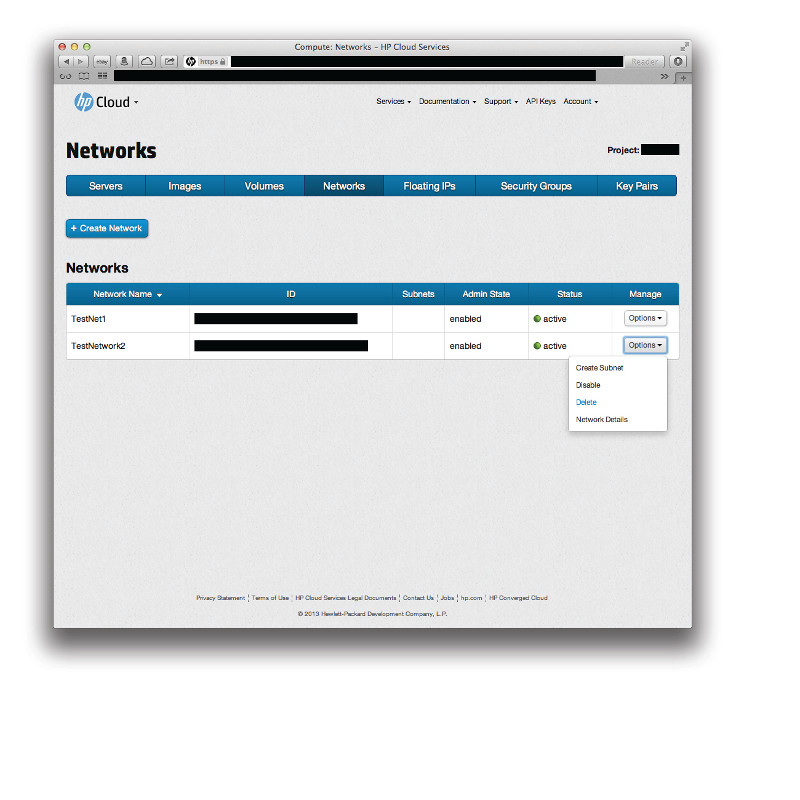 Compute: Networks – HP Cloud Services
ebay https Reader
hp Cloud Services Documentation Support API Keys Account
Networks Project:
Servers Images Volumes Networks Floating IPs Security Groups Key Pairs
+ Create Network
Networks
Network Name ID Subnets Admin State Status Manage
TestNet1 enabled active Options
TestNetwork2 enabled active Options
Create Subnet
Disable
Delete
Network Details
Privacy Statement ¦ Terms of Use ¦ HP Cloud Services Legal Documents ¦ Contact Us ¦ Jobs ¦ hp.com ¦ HP Converged Cloud
© 2013 Hewlett-Packard Development Company, L.P.